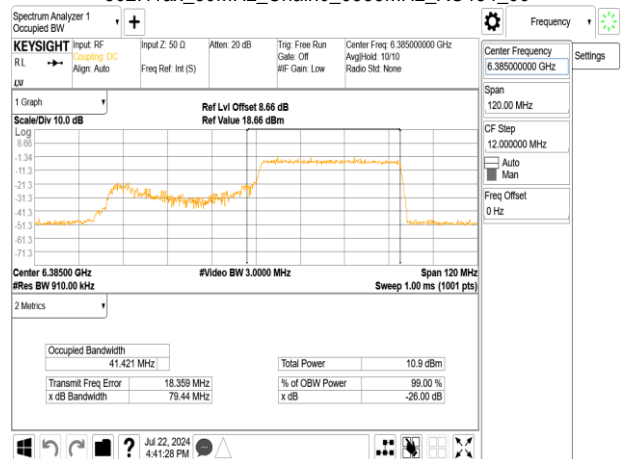 Spectrum Analyzer 1
Occupied BW
Frequency
KEYSIGHT
RL
Input: RF
Coupling: DC
Align: Auto
Input Z: 50 Ω
Freq Ref: Int (S)
Atten: 20 dB
Trig: Free Run
Gate: Off
#IF Gain: Low
Center Freq: 6.385000000 GHz
Avg|Hold: 10/10
Radio Std: None
LXI
Center Frequency
6.385000000 GHz
Settings
Span
120.00 MHz
CF Step
12.000000 MHz
Auto
Man
Freq Offset
0 Hz
1 Graph
Scale/Div 10.0 dB
Ref Lvl Offset 8.66 dB
Ref Value 18.66 dBm
Log
8.66
-1.34
-11.3
-21.3
-31.3
-41.3
-51.3
-61.3
-71.3
Center 6.38500 GHz
#Video BW 3.0000 MHz
Span 120 MHz
#Res BW 910.00 kHz
Sweep 1.00 ms (1001 pts)
2 Metrics
Occupied Bandwidth
41.421 MHz
Total Power 10.9 dBm
Transmit Freq Error 18.359 MHz
% of OBW Power 99.00 %
x dB Bandwidth 79.44 MHz
x dB -26.00 dB
Jul 22, 2024
4:41:28 PM